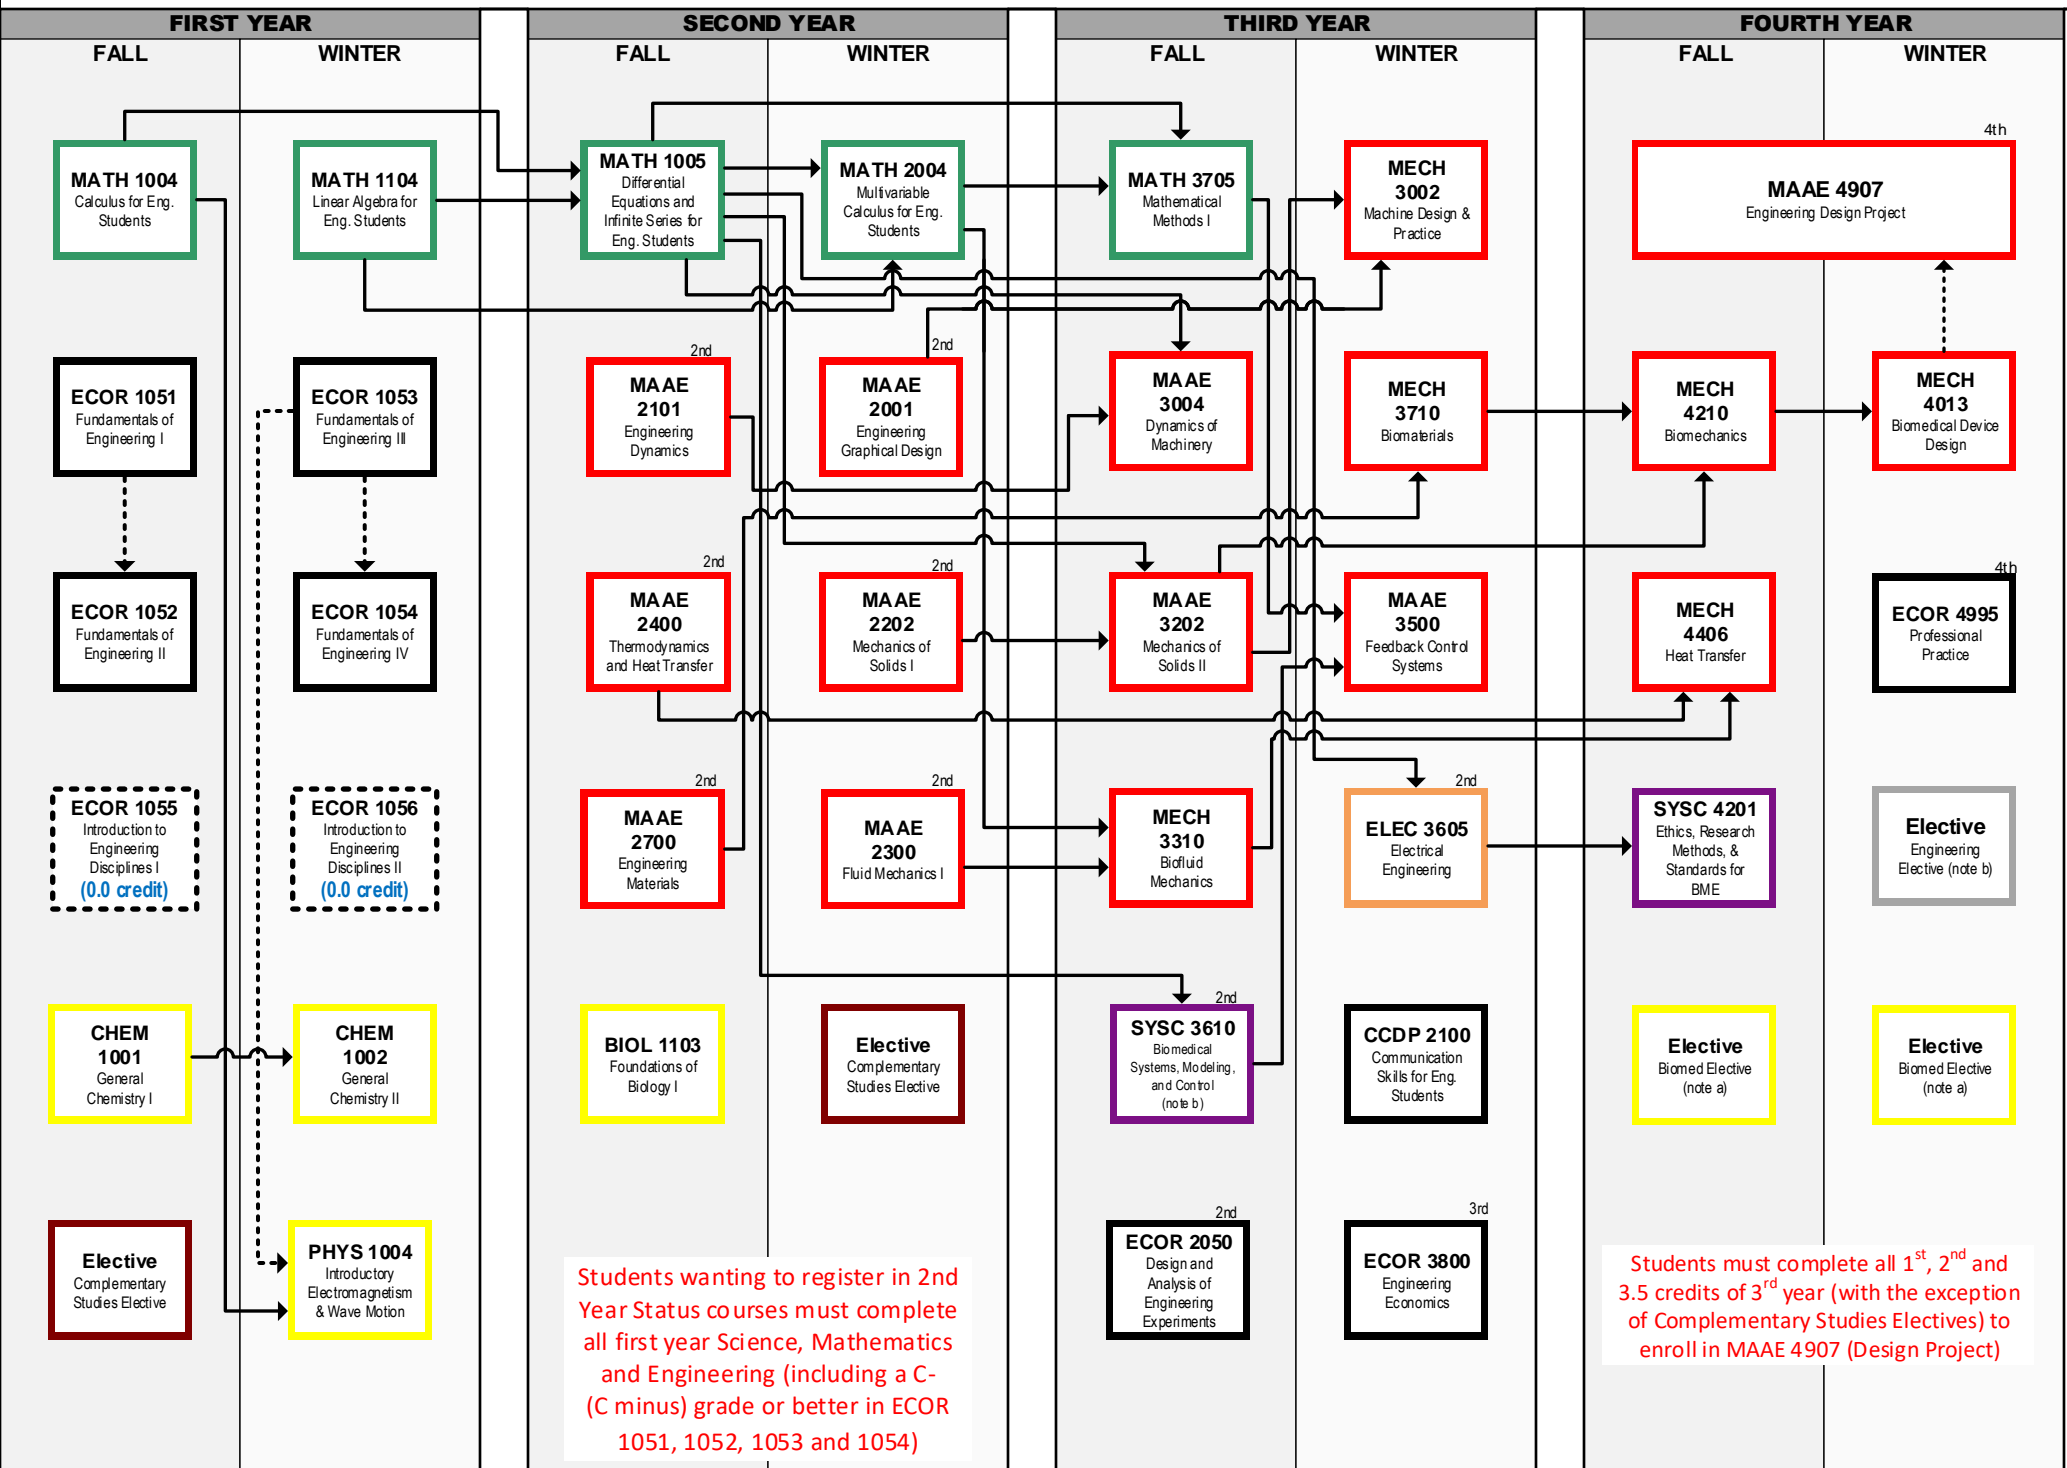 FIRST YEAR
SECOND YEAR
THIRD YEAR
FOURTH YEAR
FALL
WINTER
FALL
WINTER
FALL
WINTER
FALL
WINTER
MATH 1004
Calculus for Eng.
Students
MATH 1104
Linear Algebra for
Eng. Students
MATH 1005
Differential
Equations and
Infinite Series for
Eng. Students
MATH 2004
Multivariable
Calculus for Eng.
Students
MATH 3705
Mathematical
Methods I
MECH
3002
Machine Design &
Practice
4th
MAAE 4907
Engineering Design Project
ECOR 1051
Fundamentals of
Engineering I
ECOR 1053
Fundamentals of
Engineering III
2nd
MAAE
2101
Engineering
Dynamics
2nd
MAAE
2001
Engineering
Graphical Design
MAAE
3004
Dynamics of
Machinery
MECH
3710
Biomaterials
MECH
4210
Biomechanics
MECH
4013
Biomedical Device
Design
ECOR 1052
Fundamentals of
Engineering II
ECOR 1054
Fundamentals of
Engineering IV
2nd
MAAE
2400
Thermodynamics
and Heat Transfer
2nd
MAAE
2202
Mechanics of
Solids I
MAAE
3202
Mechanics of
Solids II
MAAE
3500
Feedback Control
Systems
MECH
4406
Heat Transfer
4th
ECOR 4995
Professional
Practice
ECOR 1055
Introduction to
Engineering
Disciplines I
(0.0 credit)
ECOR 1056
Introduction to
Engineering
Disciplines II
(0.0 credit)
2nd
MAAE
2700
Engineering
Materials
2nd
MAAE
2300
Fluid Mechanics I
MECH
3310
Biofluid
Mechanics
2nd
ELEC 3605
Electrical
Engineering
SYSC 4201
Ethics, Research
Methods, &
Standards for
BME
Elective
Engineering
Elective (note b)
CHEM
1001
General
Chemistry I
CHEM
1002
General
Chemistry II
BIOL 1103
Foundations of
Biology I
Elective
Complementary
Studies Elective
2nd
SYSC 3610
Biomedical
Systems, Modeling,
and Control
(note b)
CCDP 2100
Communication
Skills for Eng.
Students
Elective
Biomed Elective
(note a)
Elective
Biomed Elective
(note a)
Elective
Complementary
Studies Elective
PHYS 1004
Introductory
Electromagnetism
& Wave Motion
Students wanting to register in 2nd
Year Status courses must complete
all first year Science, Mathematics
and Engineering (including a C-
(C minus) grade or better in ECOR
1051, 1052, 1053 and 1054)
2nd
ECOR 2050
Design and
Analysis of
Engineering
Experiments
3rd
ECOR 3800
Engineering
Economics
Students must complete all 1st, 2nd and
3.5 credits of 3rd year (with the exception
of Complementary Studies Electives) to
enroll in MAAE 4907 (Design Project)